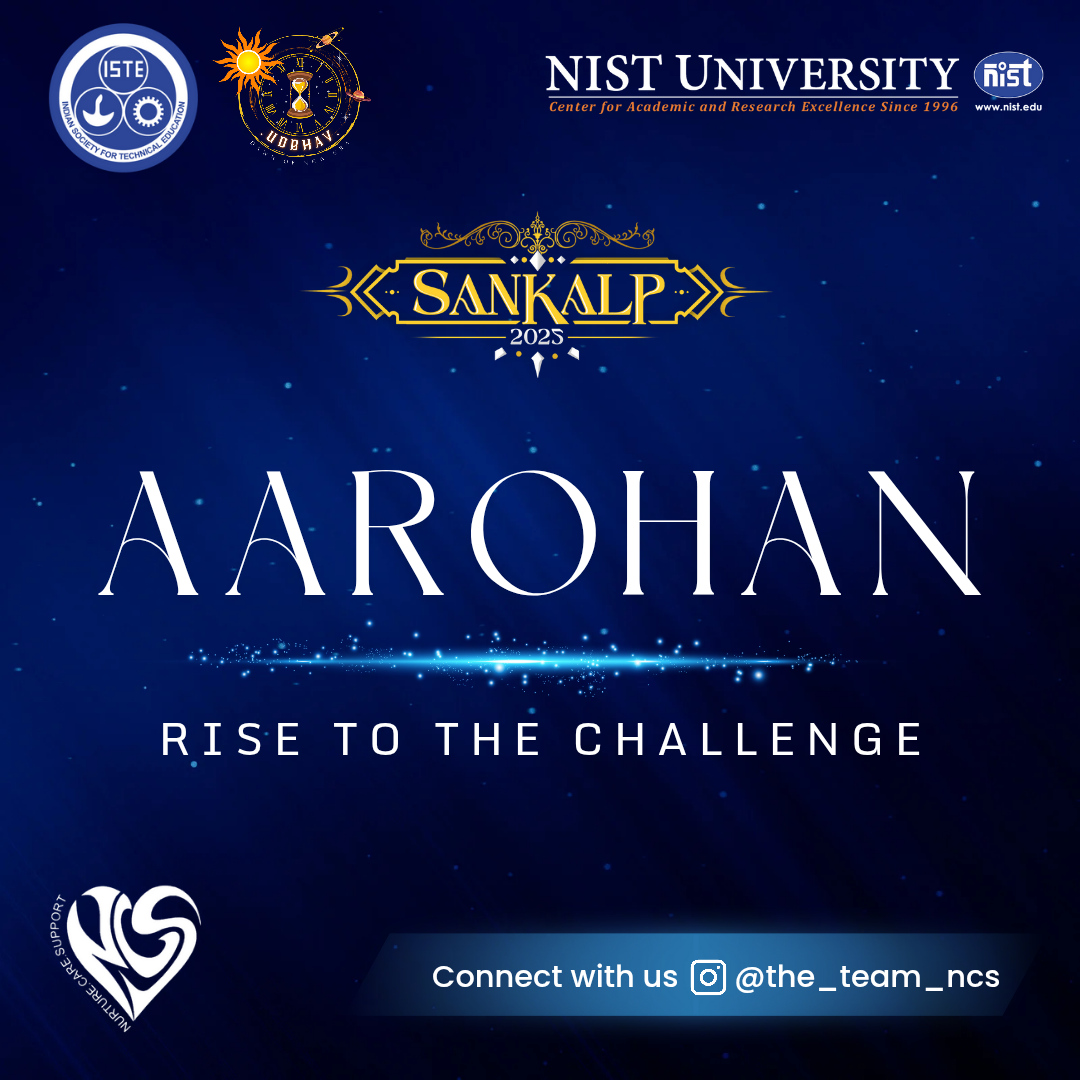 ISTE
INDIAN SOCIETY FOR TECHNICAL EDUCATION
UDBHAV
NIST UNIVERSITY
Center for Academic and Research Excellence Since 1996
nist
www.nist.edu
SANKALP
2025
AAROHAN
RISE TO THE CHALLENGE
NCS
NURTURE.CARE.SUPPORT
Connect with us @the_team_ncs